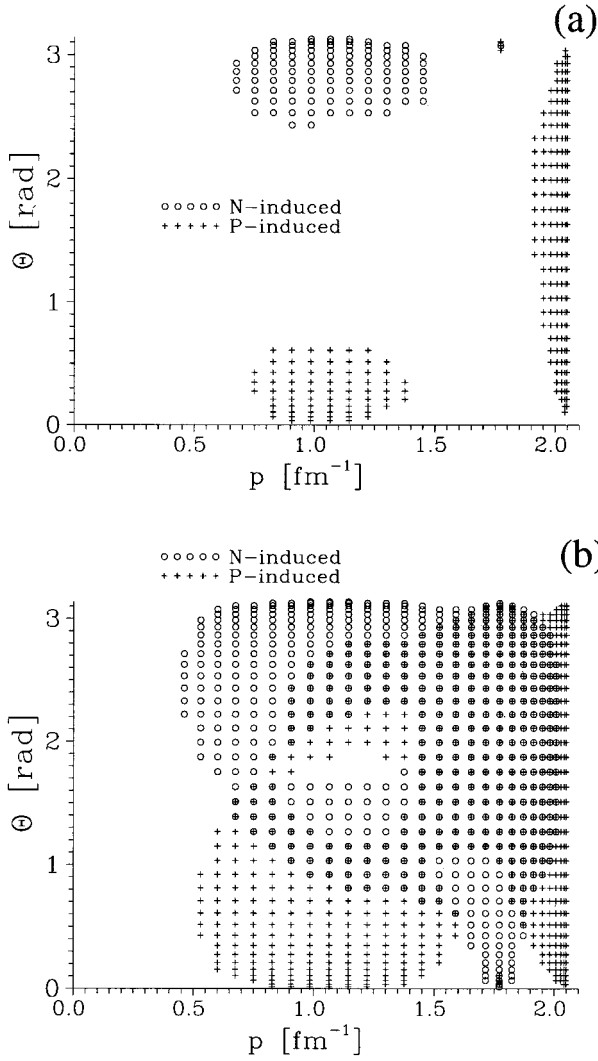 (a)
3
2
1
0
Θ [rad]
N-induced
P-induced
0.0 0.5 1.0 1.5 2.0
p [fm⁻¹]
(b)
N-induced
P-induced
3
2
1
0
Θ [rad]
0.0 0.5 1.0 1.5 2.0
p [fm⁻¹]